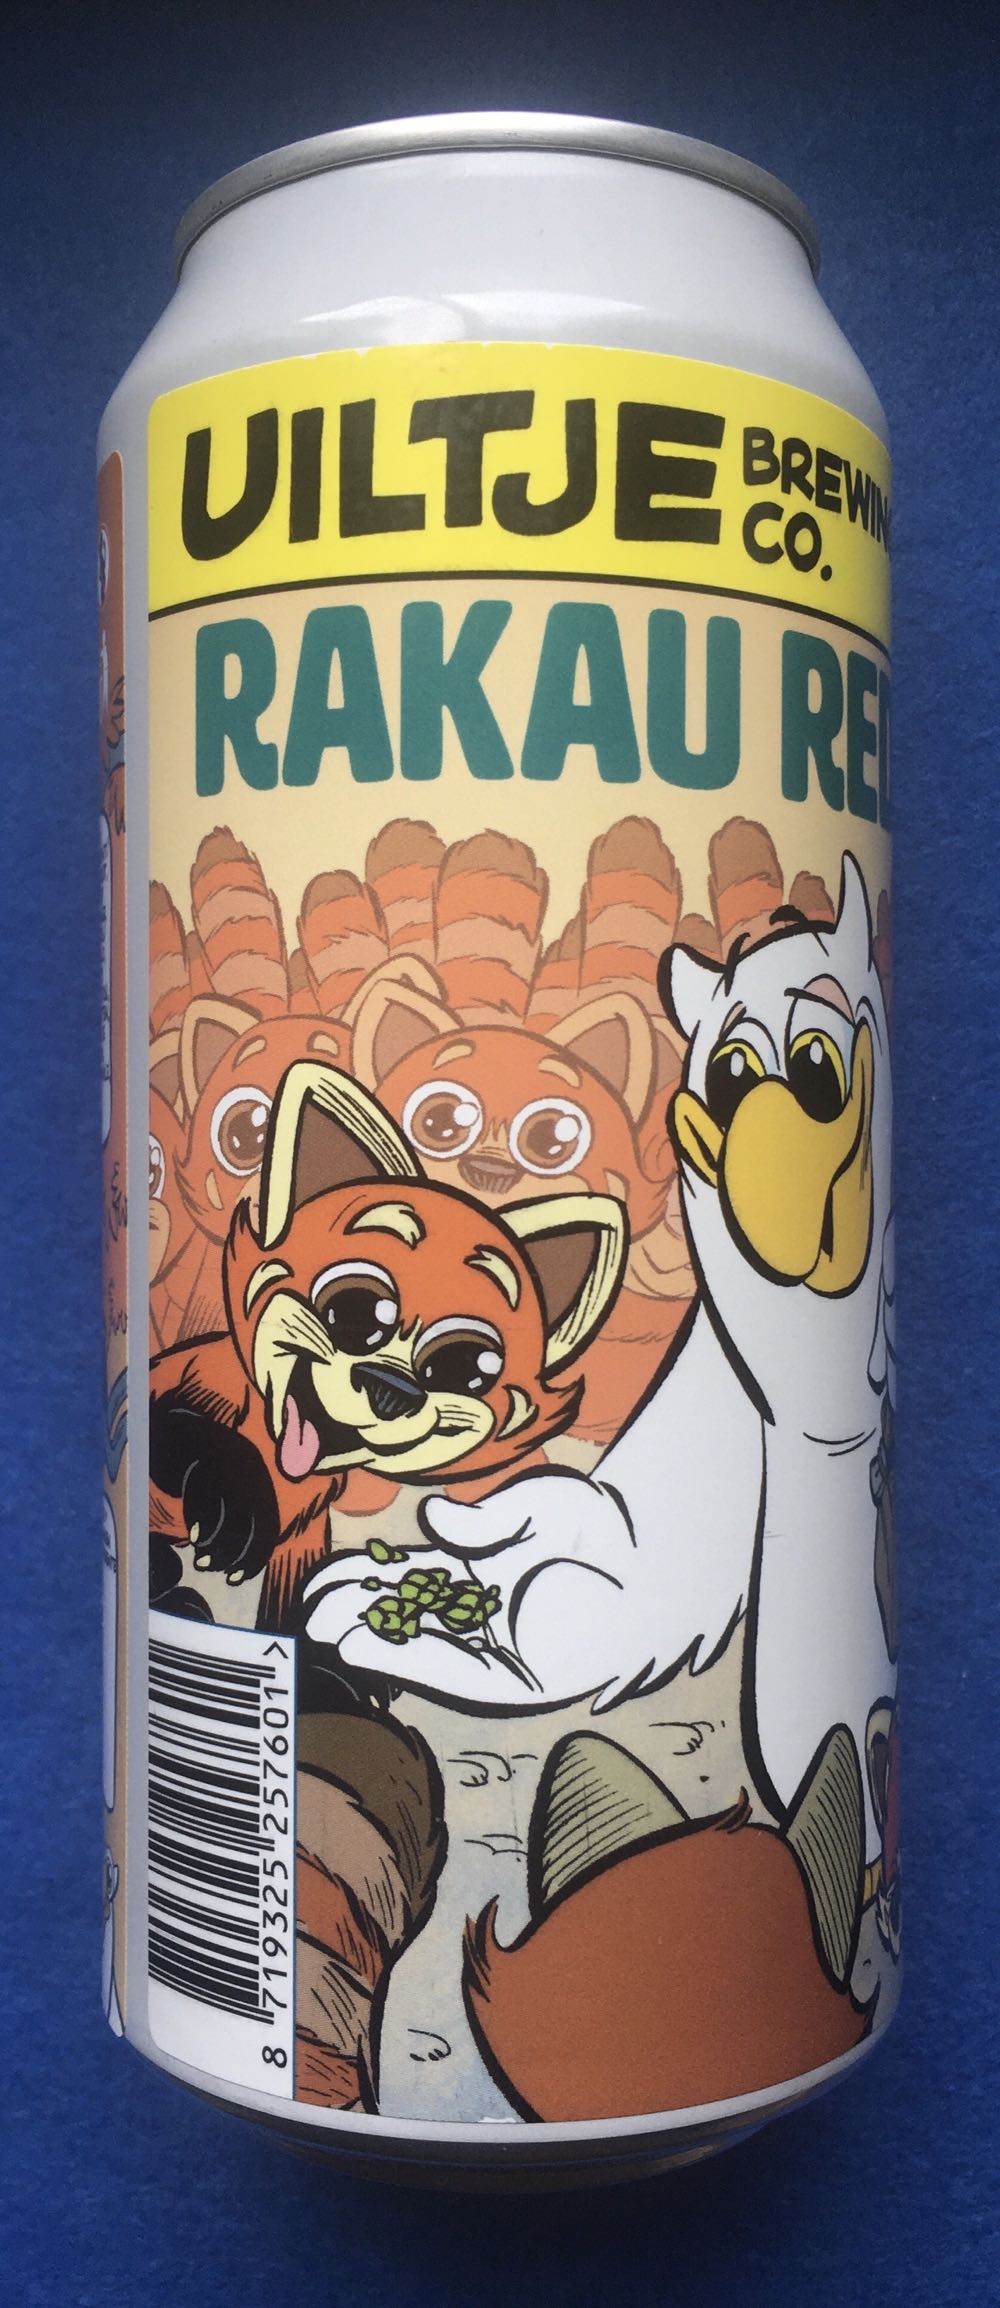 UILTJE BREWIN
CO.
RAKAU RE
8 719325 257601 >